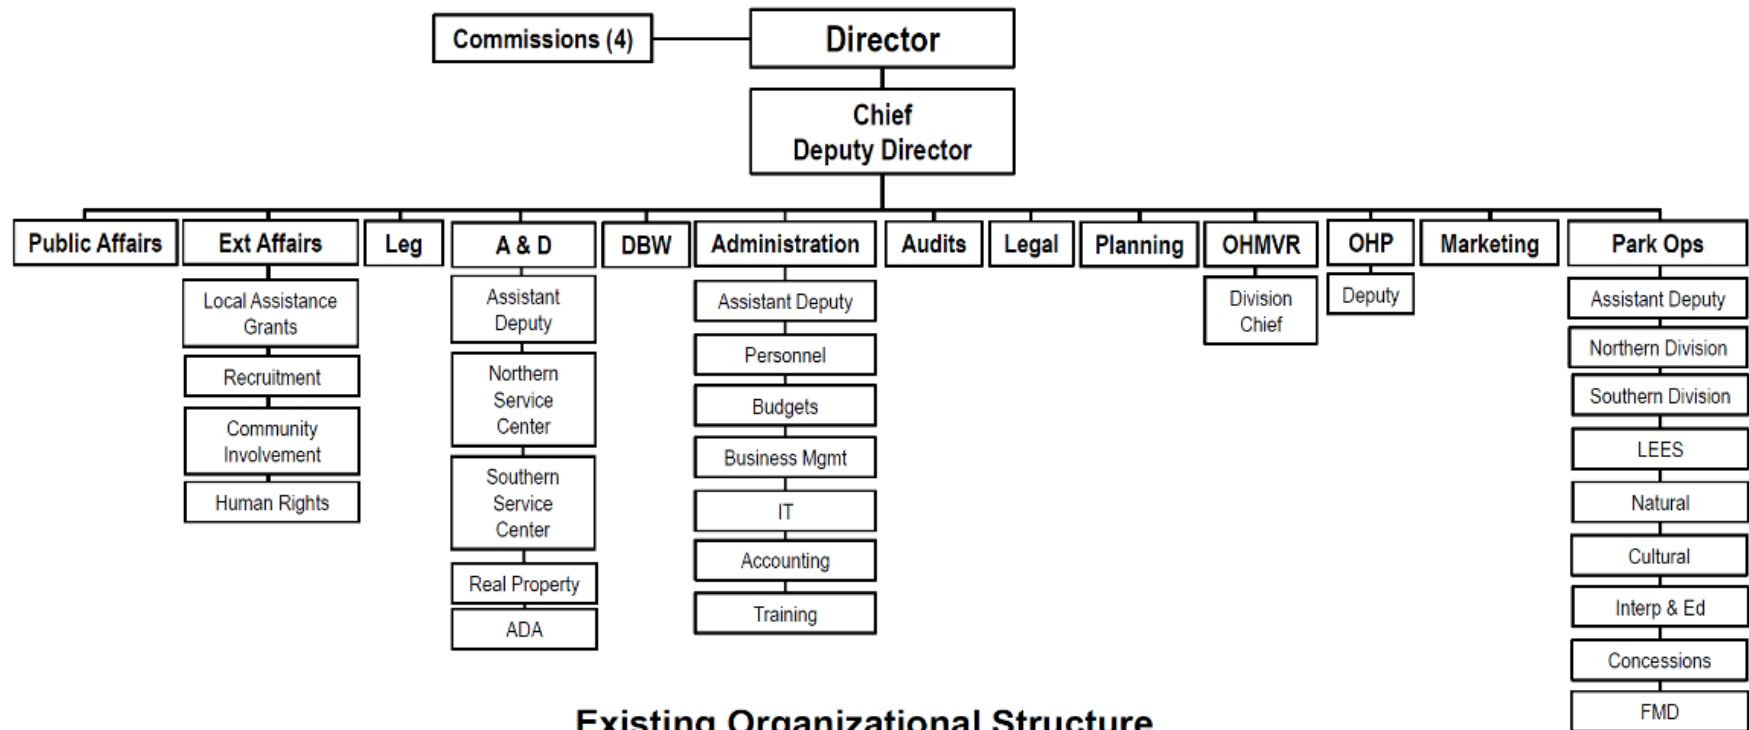 Commissions (4)
Director
Chief
Deputy Director
Public Affairs
Ext Affairs
Leg
A & D
DBW
Administration
Audits
Legal
Planning
OHMVR
OHP
Marketing
Park Ops
Local Assistance
Grants
Recruitment
Community
Involvement
Human Rights
Assistant
Deputy
Northern
Service
Center
Southern
Service
Center
Real Property
ADA
Assistant Deputy
Personnel
Budgets
Business Mgmt
IT
Accounting
Training
Division
Chief
Deputy
Assistant Deputy
Northern Division
Southern Division
LEES
Natural
Cultural
Interp & Ed
Concessions
FMD
Existing Organizational Structure